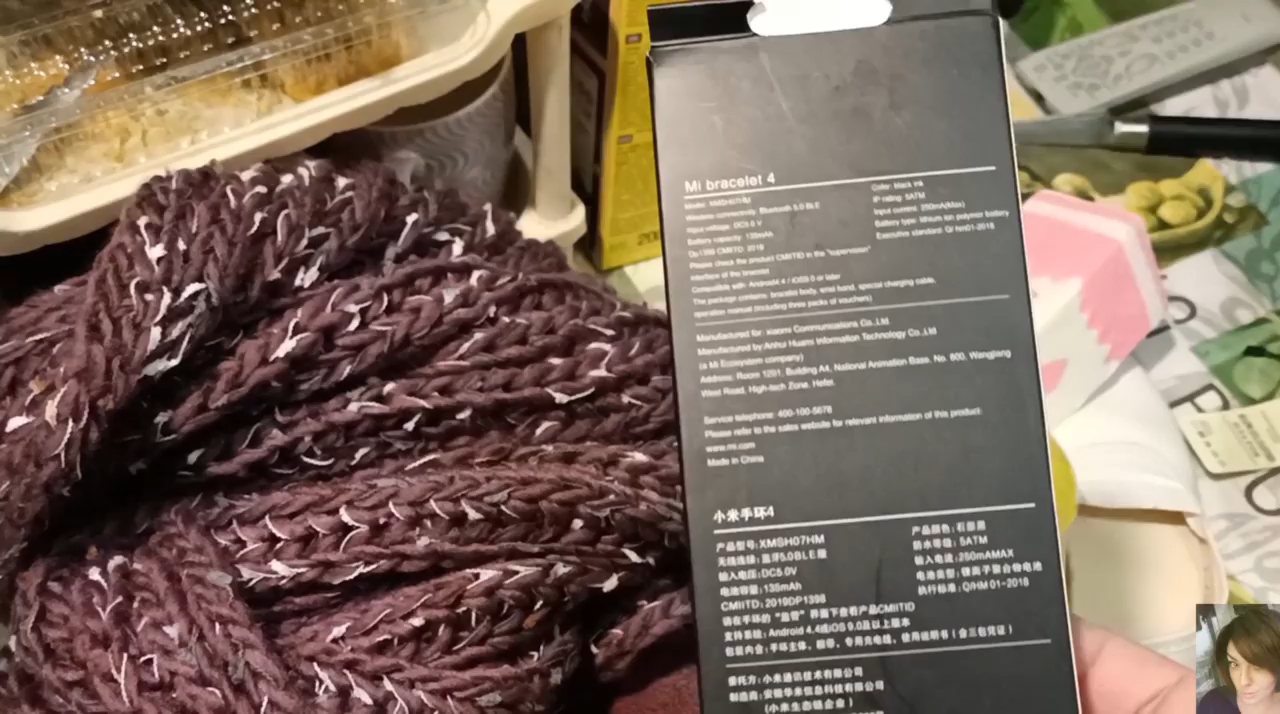 Mi bracelet 4
Model: XMSH07HM
Wireless connectivity: Bluetooth 5.0 BLE
Input voltage: DC5.0 V
Battery capacity: 135mAh
Dp1398 CMIITD: 2019
Please check the product CMIITID in the "supervision"
interface of the bracelet
Compatible with: Android4.4 / iOS9.0 or later
The package contains: bracelet body, wrist band, special charging cable,
operation manual (including three packs of vouchers)
Color: black ink
IP rating: 5ATM
Input current: 250mA(Max)
Battery type: lithium ion polymer battery
Executive standard: Q/ hm01-2018
Manufactured for: xiaomi Communications Co.,Ltd.
Manufactured by:Anhui Huami Information Technology Co.,Ltd
(a Mi Ecosystem company)
Address: Room 1201, Building A4, National Animation Base, No. 800, Wangjiang
West Road, High-tech Zone, Hefei.
Service telephone: 400-100-5678
Please refer to the sales website for relevant information of this product:
www.mi.com
Made in China
小米手环4
产品型号:XMSH07HM
无线连接:蓝牙5.0BLE版
输入电压:DC5.0V
电池容量:135mAh
CMIITD:2019DP1398
请在手环的“监管”界面下查看产品CMIITID
支持系统:Android 4.4或iOS 9.0及以上版本
包装内含:手环主体、腕带、专用充电线、使用说明书(含三包凭证)
产品颜色:石墨黑
防水等级:5ATM
输入电流:250mAMAX
电池类型:锂离子聚合物电池
执行标准:Q/HM 01-2018
委托方:小米通讯技术有限公司
制造商:安徽华米信息科技有限公司
(小米生态链企业)